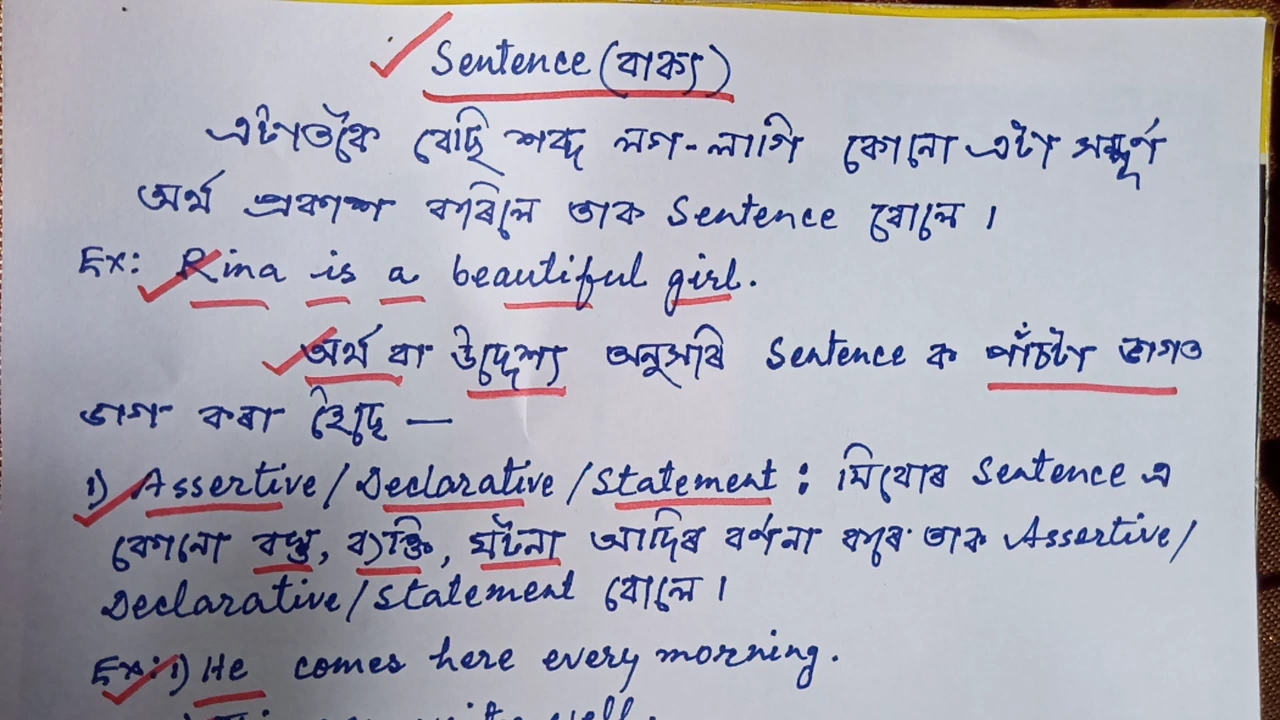 Sentence (বাক্য)
এটাতকৈ বেছি শব্দ লগ-লাগি কোনো এটা সম্পূৰ্ণ
অৰ্থ প্ৰকাশ কৰিলে তাক Sentence বোলে।
Ex: Rina is a beautiful girl.
অৰ্থ বা উদ্দেশ্য অনুসৰি Sentence ক পাঁচটা ভাগত
ভাগ কৰা হৈছে —
1) Assertive/Declarative/Statement : যিবোৰ Sentence এ
কোনো বস্তু, ব্যক্তি, ঘটনা আদিৰ বৰ্ণনা কৰে তাক Assertive/
Declarative/Statement বোলে।
Ex: 1) He comes here every morning.
well.